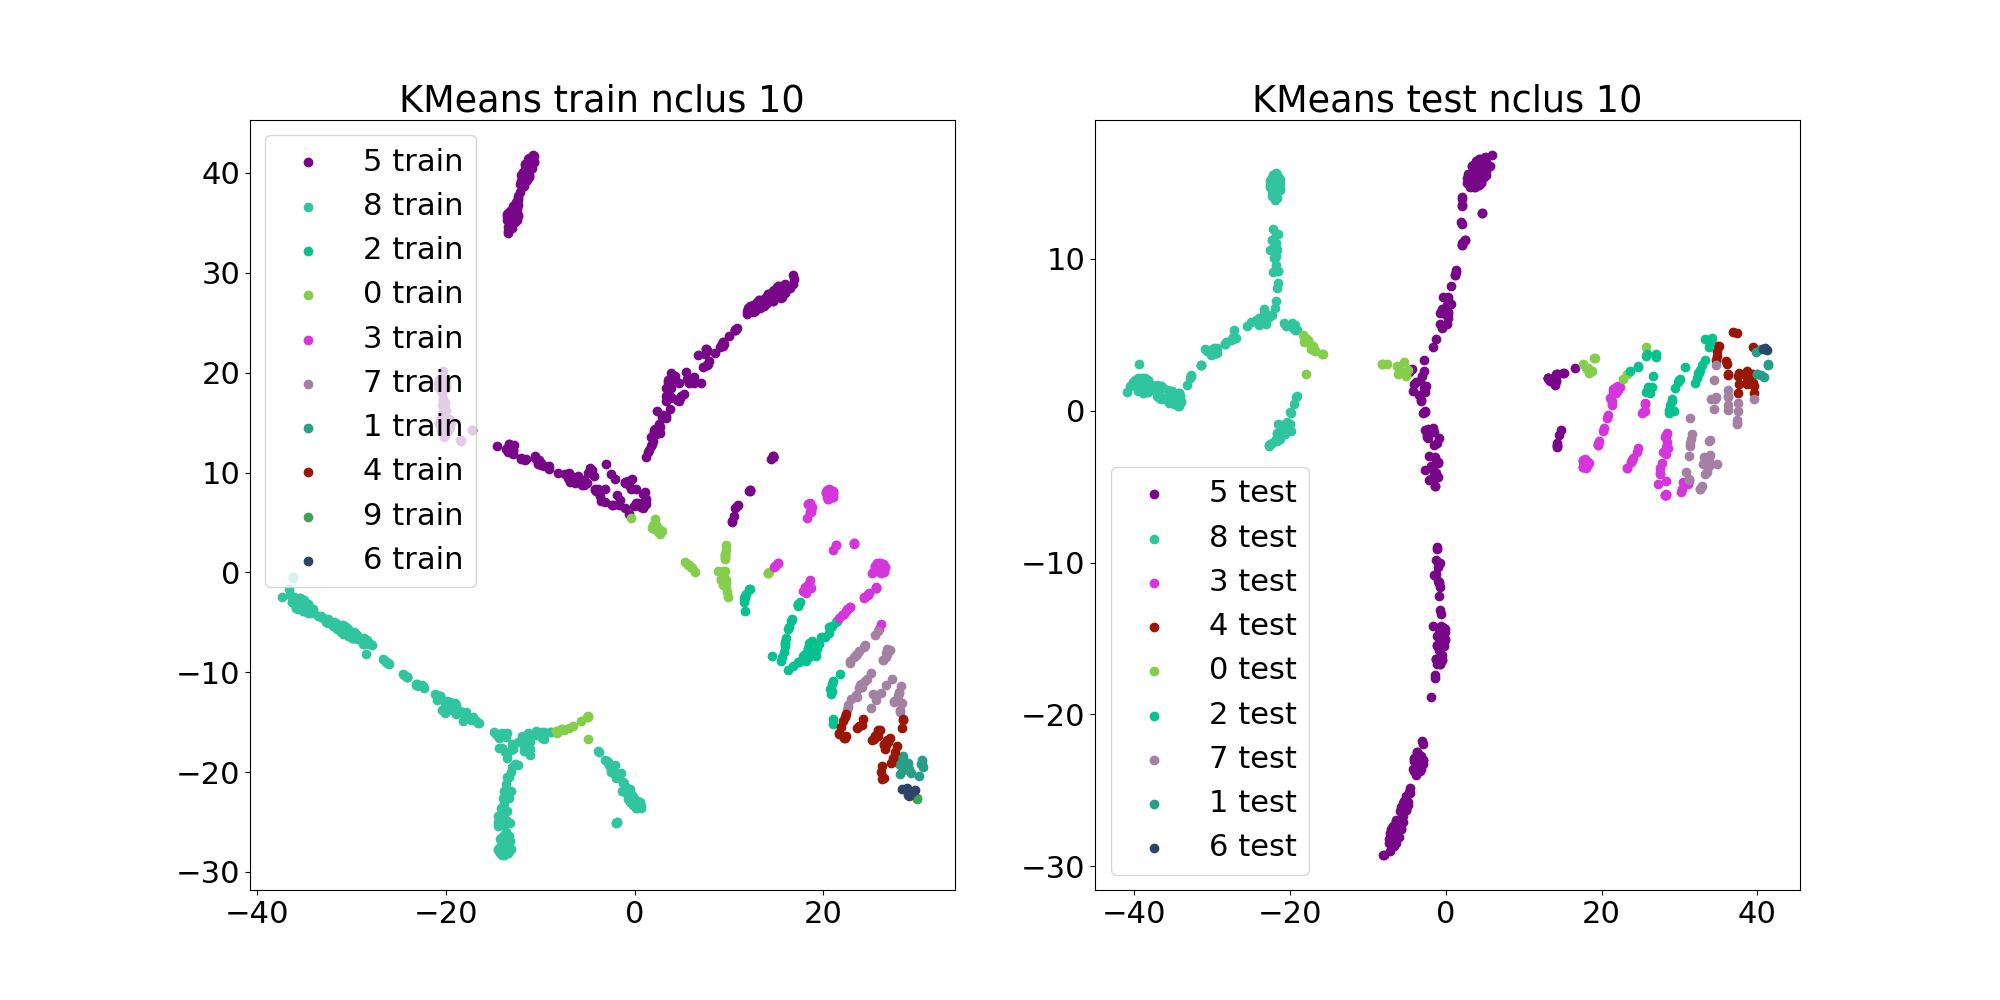 KMeans train nclus 10
40
30
20
10
0
−10
−20
−30
−40
−20
0
20
5 train
8 train
2 train
0 train
3 train
7 train
1 train
4 train
9 train
6 train
KMeans test nclus 10
10
0
−10
−20
−30
−40
−20
0
20
40
5 test
8 test
3 test
4 test
0 test
2 test
7 test
1 test
6 test